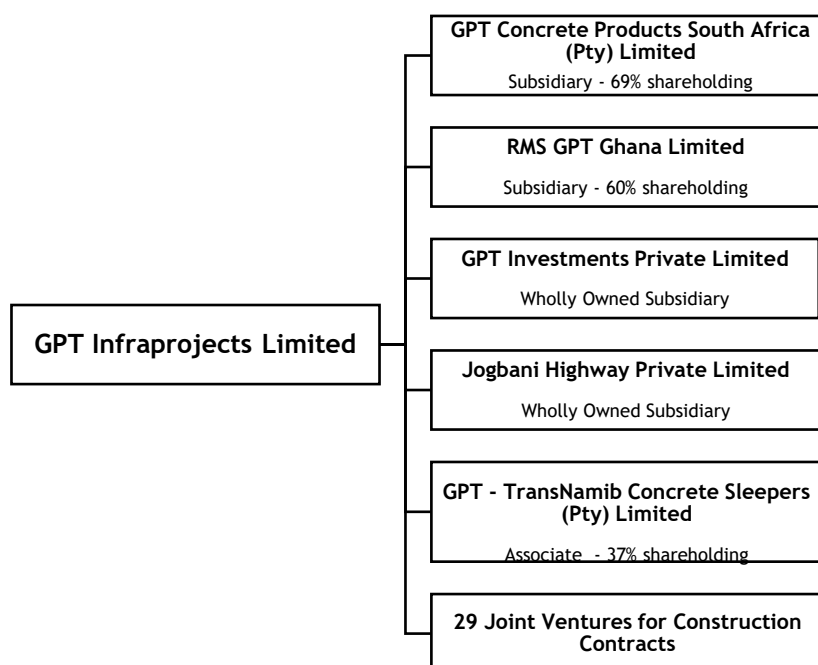 GPT Concrete Products South Africa
(Pty) Limited
Subsidiary - 69% shareholding
RMS GPT Ghana Limited
Subsidiary - 60% shareholding
GPT Investments Private Limited
Wholly Owned Subsidiary
GPT Infraprojects Limited
Jogbani Highway Private Limited
Wholly Owned Subsidiary
GPT - TransNamib Concrete Sleepers
(Pty) Limited
Associate - 37% shareholding
29 Joint Ventures for Construction
Contracts